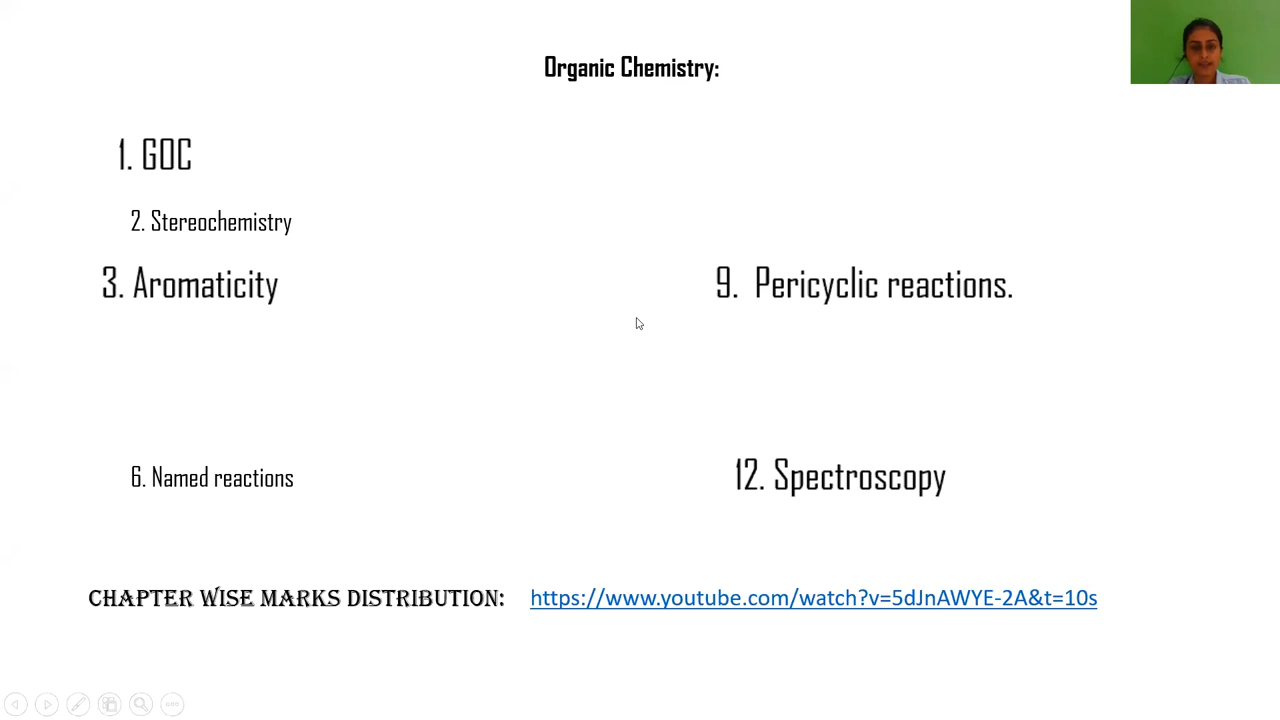 Organic Chemistry:
1. GOC
2. Stereochemistry
3. Aromaticity
9. Pericyclic reactions.
6. Named reactions
12. Spectroscopy
CHAPTER WISE MARKS DISTRIBUTION: https://www.youtube.com/watch?v=5dJnAWYE-2A&t=10s